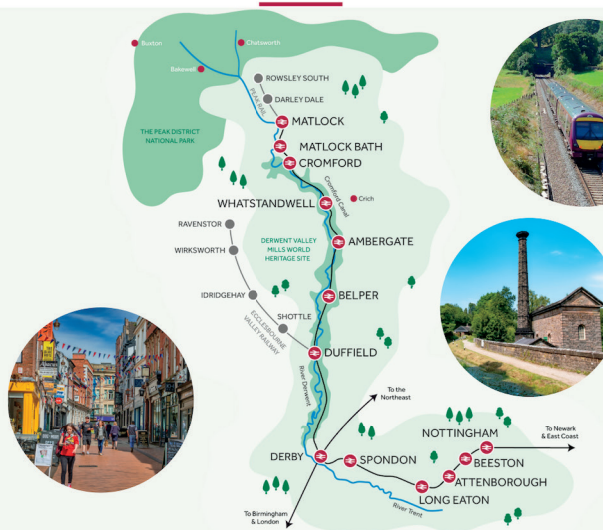 Buxton
Chatsworth
Bakewell
ROWSLEY SOUTH
PEAK RAIL
DARLEY DALE
THE PEAK DISTRICT
NATIONAL PARK
MATLOCK
MATLOCK BATH
CROMFORD
Cromford Canal
Crich
WHATSTANDWELL
RAVENSTOR
DERWENT VALLEY
MILLS WORLD
HERITAGE SITE
AMBERGATE
WIRKSWORTH
IDRIDGEHAY
BELPER
SHOTTLE
ECCLESBOURNE
VALLEY RAILWAY
DUFFIELD
River Derwent
To the
Northeast
NOTTINGHAM
To Newark
& East Coast
DERBY
SPONDON
BEESTON
ATTENBOROUGH
LONG EATON
River Trent
To Birmingham
& London